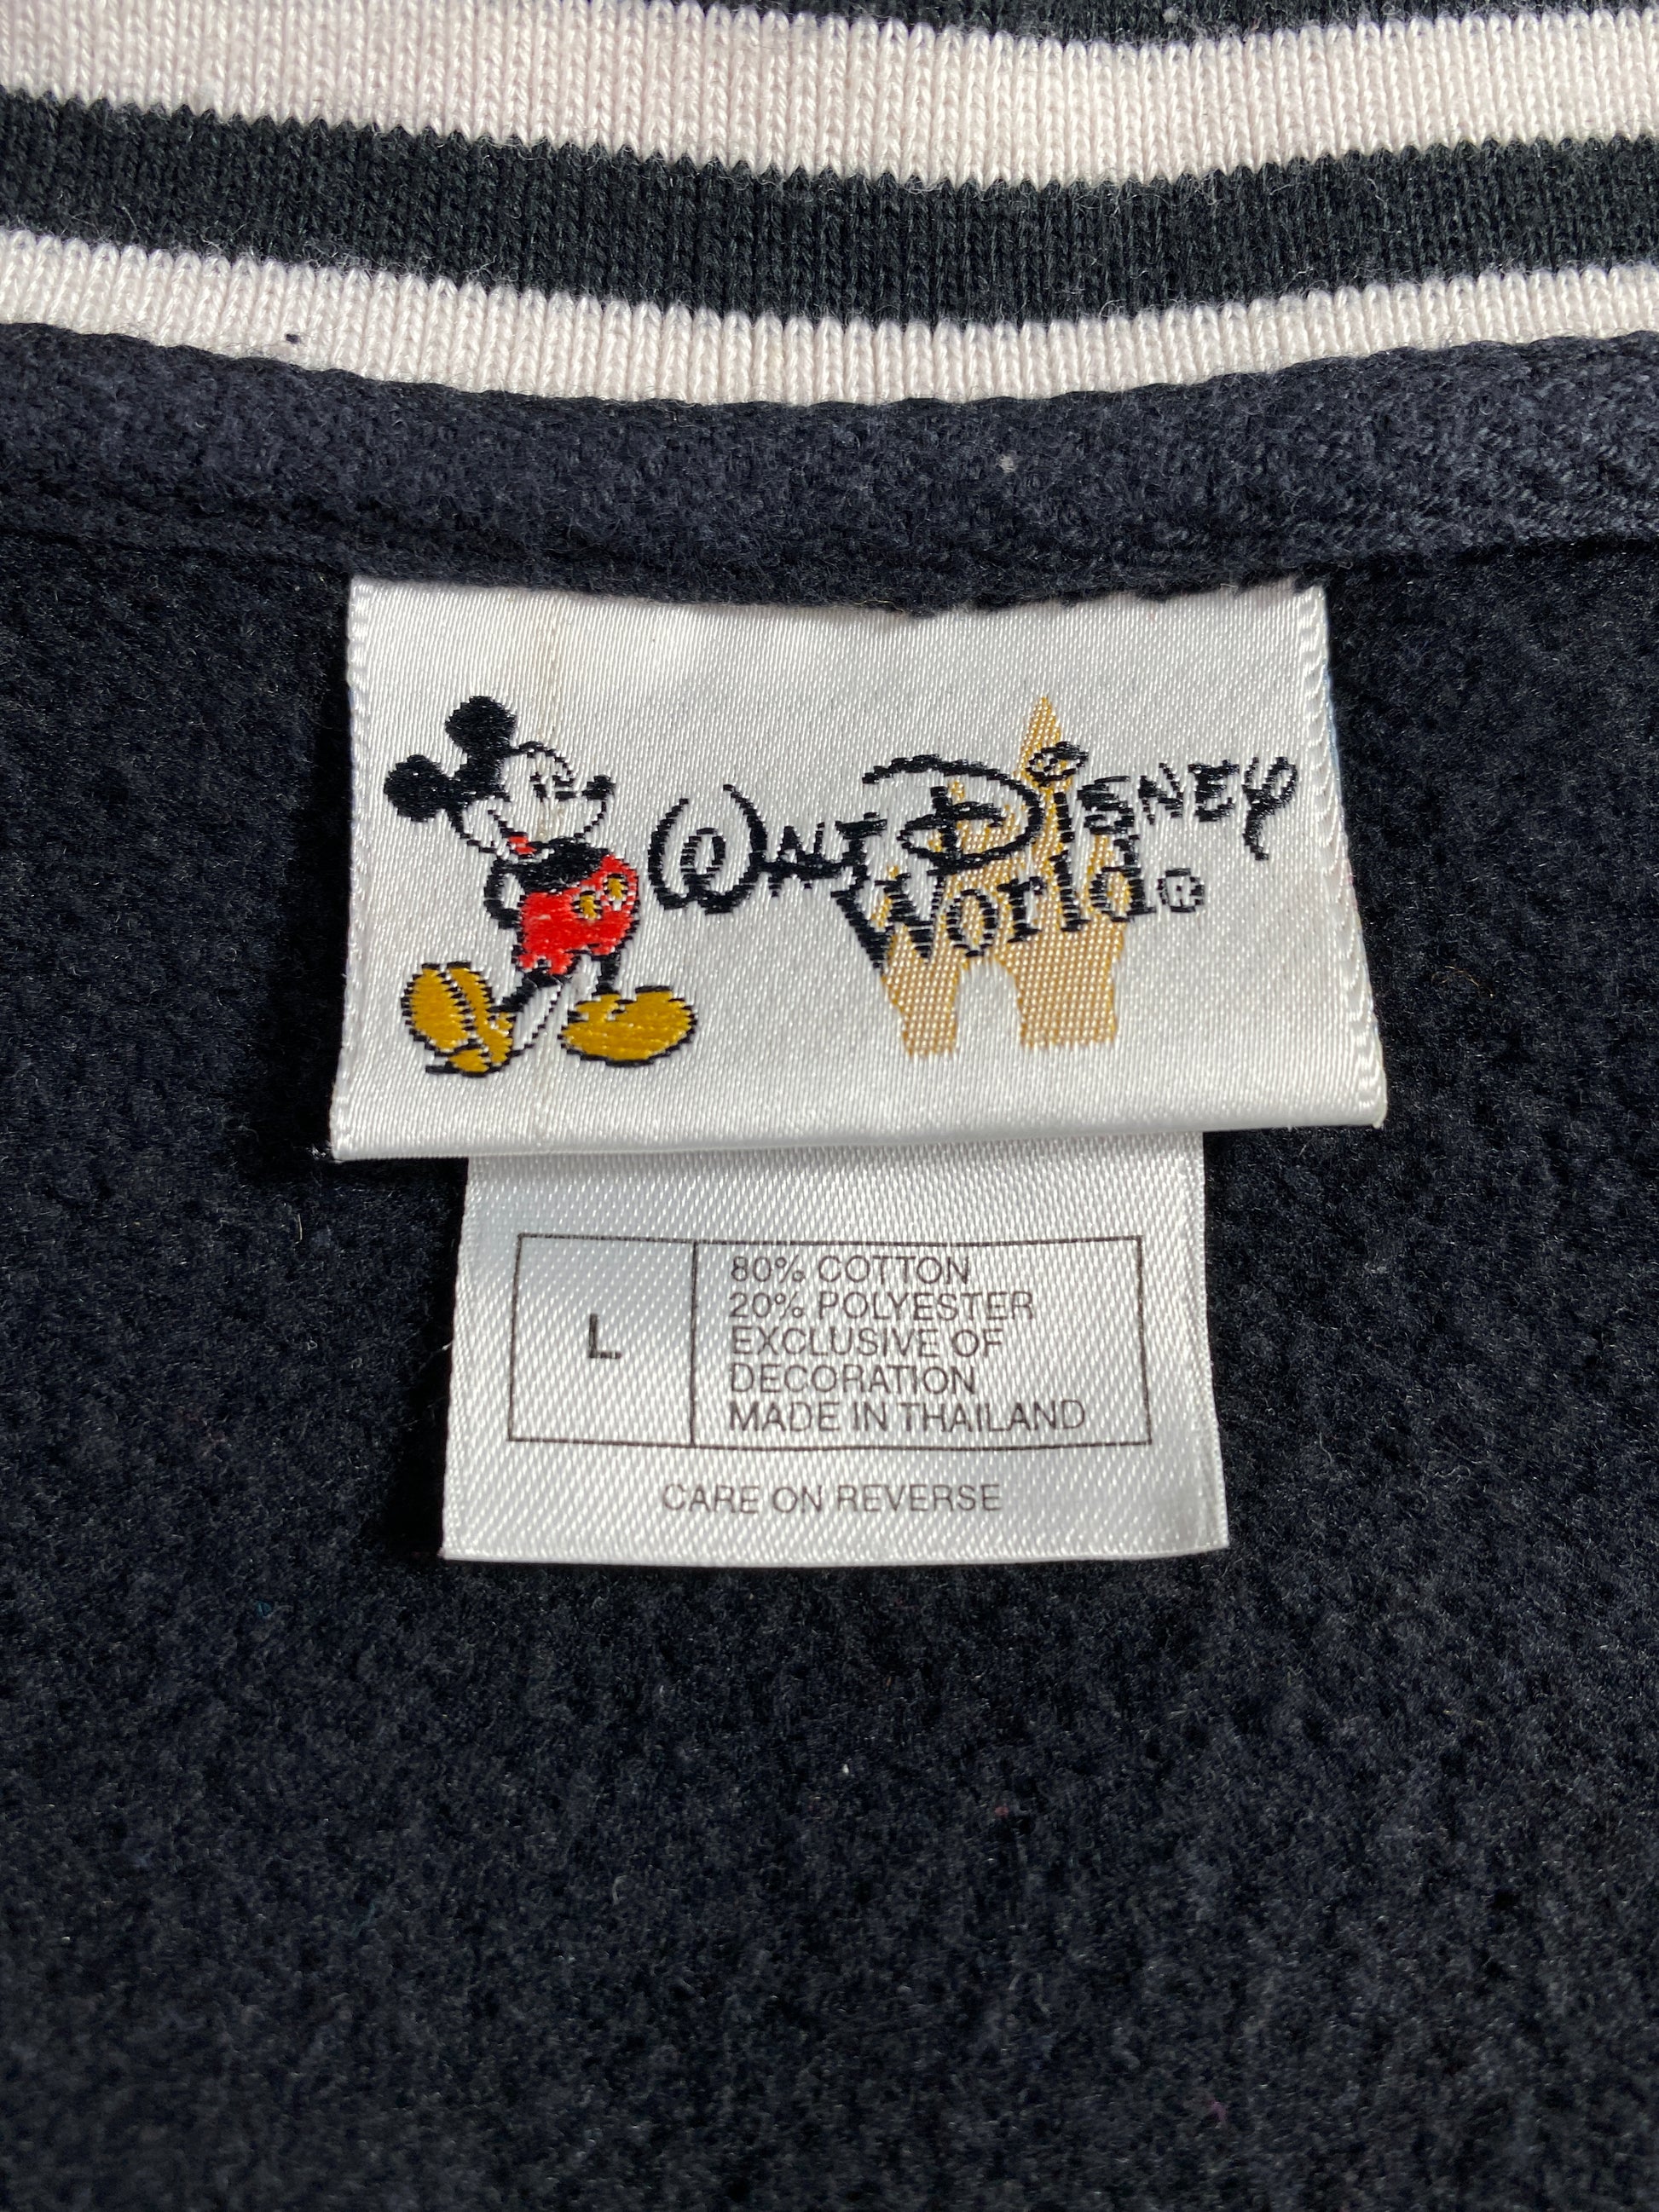 WALT DISNEY
World®
L
80% COTTON
20% POLYESTER
EXCLUSIVE OF
DECORATION
MADE IN THAILAND
CARE ON REVERSE